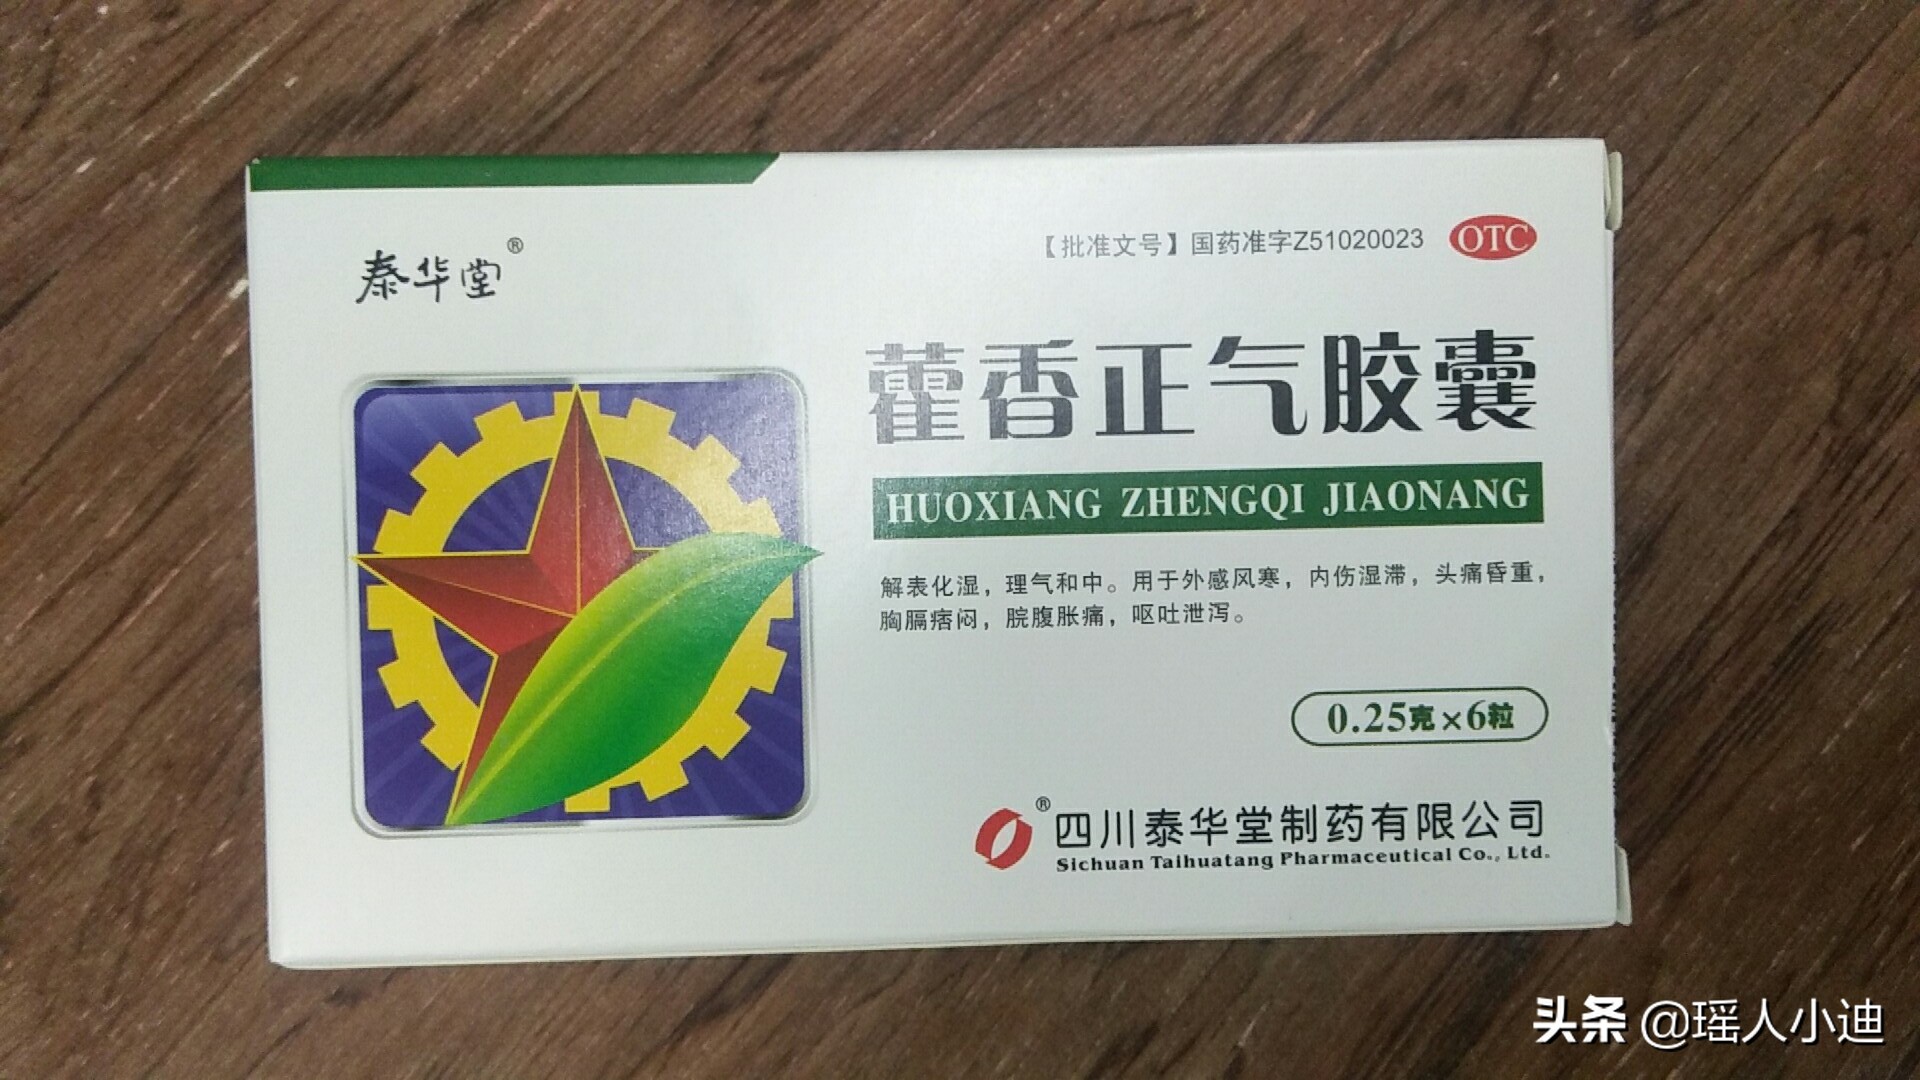 泰华堂®
【批准文号】国药准字Z51020023 OTC
藿香正气胶囊
HUOXIANG ZHENGQI JIAONANG
解表化湿，理气和中。用于外感风寒，内伤湿滞，头痛昏重，
胸膈痞闷，脘腹胀痛，呕吐泄泻。
0.25克×6粒
®四川泰华堂制药有限公司
Sichuan Taihuatang Pharmaceutical Co., Ltd.
头条 @瑶人小迪